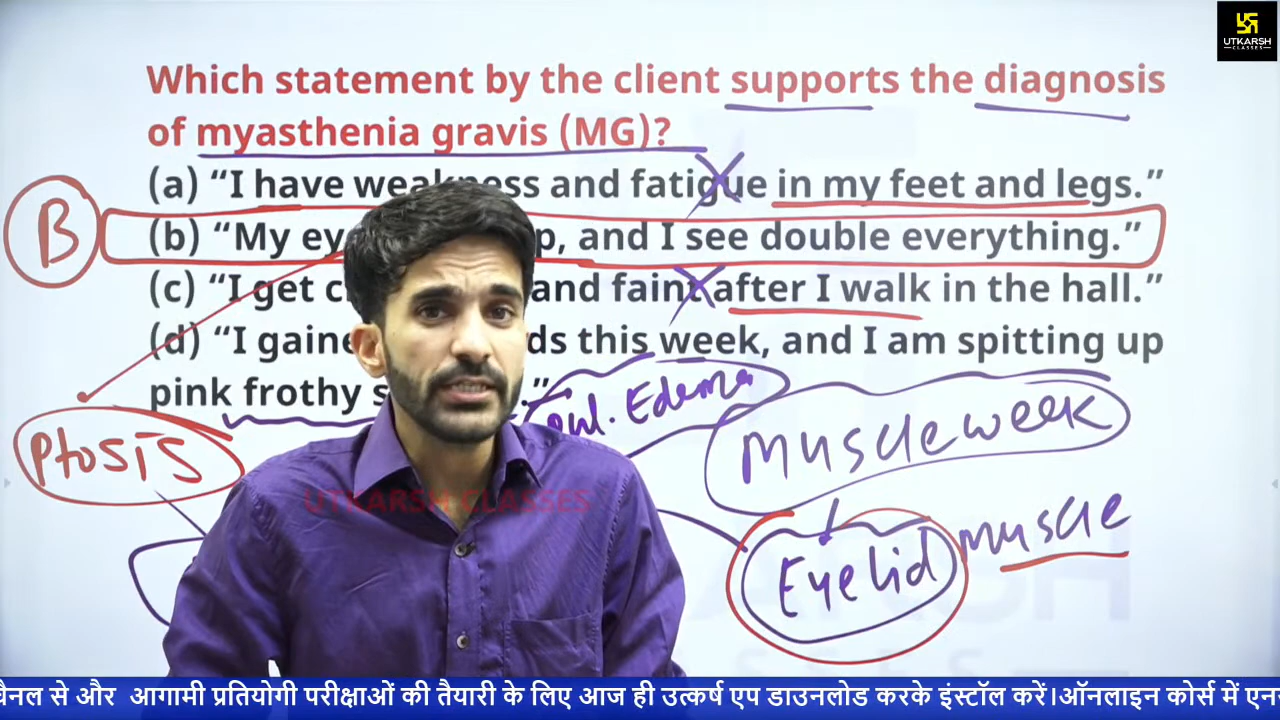 UTKARSH
CLASSES
Which statement by the client supports the diagnosis
of myasthenia gravis (MG)?
(a) “I have weakness and fatigue in my feet and legs.”
(b) “My ey p, and I see double everything.”
B
(c) “I get c and faint after I walk in the hall.”
(d) “I gaine ds this week, and I am spitting up
pink frothy s .”
Pul. Edema
Muscle week
Ptosis
UTKARSH CLASSES
Eyelid muscle
चैनल से और आगामी प्रतियोगी परीक्षाओं की तैयारी के लिए आज ही उत्कर्ष एप डाउनलोड करके इंस्टॉल करें।ऑनलाइन कोर्स में एन